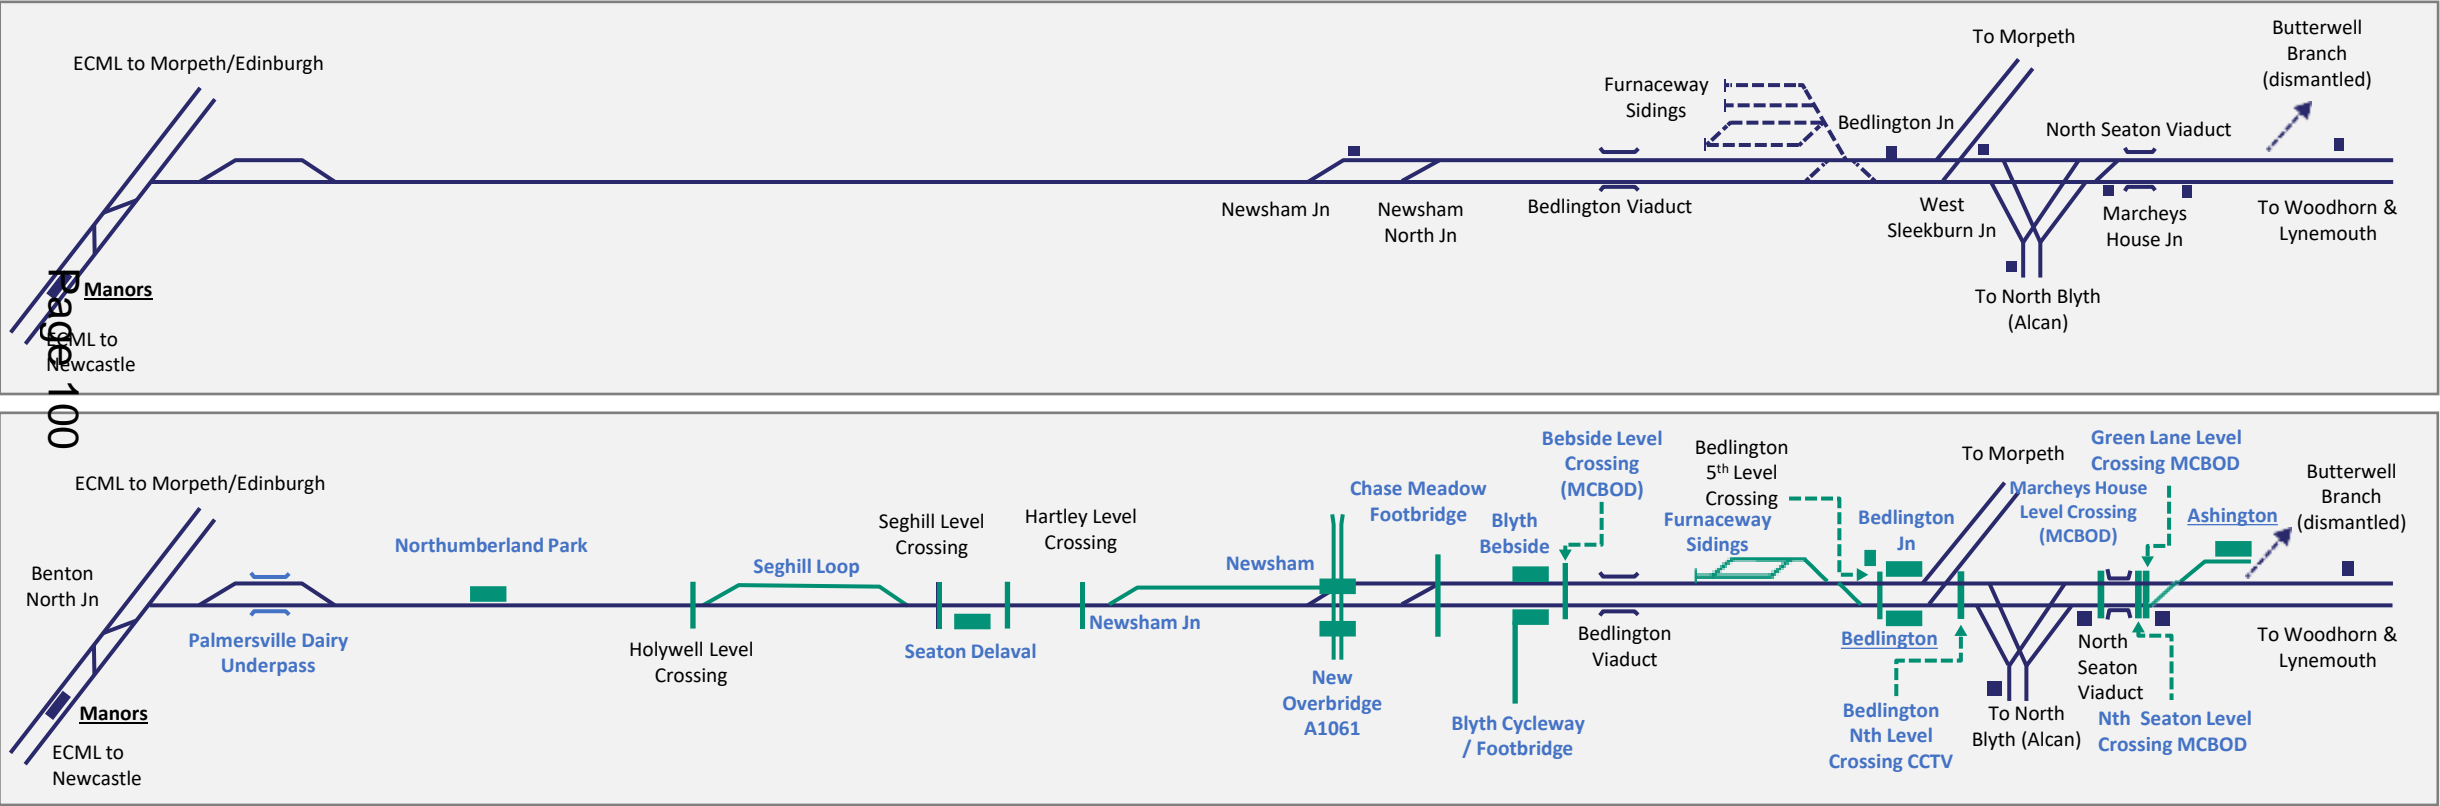 ECML to Morpeth/Edinburgh
Manors
ECML to
Newcastle
Page 100
Newsham Jn
Newsham
North Jn
Bedlington Viaduct
Furnaceway
Sidings
Bedlington Jn
To Morpeth
West
Sleekburn Jn
North Seaton Viaduct
Marcheys
House Jn
To North Blyth
(Alcan)
Butterwell
Branch
(dismantled)
To Woodhorn &
Lynemouth
ECML to Morpeth/Edinburgh
Benton
North Jn
Manors
ECML to
Newcastle
Palmersville Dairy
Underpass
Northumberland Park
Holywell Level
Crossing
Seghill Loop
Seghill Level
Crossing
Seaton Delaval
Hartley Level
Crossing
Newsham Jn
Newsham
New
Overbridge
A1061
Chase Meadow
Footbridge
Blyth
Bebside
Bebside Level
Crossing
(MCBOD)
Blyth Cycleway
/ Footbridge
Bedlington
Viaduct
Bedlington
5th Level
Crossing
Furnaceway
Sidings
Bedlington
Jn
Bedlington
Bedlington
Nth Level
Crossing CCTV
To Morpeth
To North
Blyth (Alcan)
Marcheys House
Level Crossing
(MCBOD)
Green Lane Level
Crossing MCBOD
North
Seaton
Viaduct
Nth Seaton Level
Crossing MCBOD
Ashington
Butterwell
Branch
(dismantled)
To Woodhorn &
Lynemouth